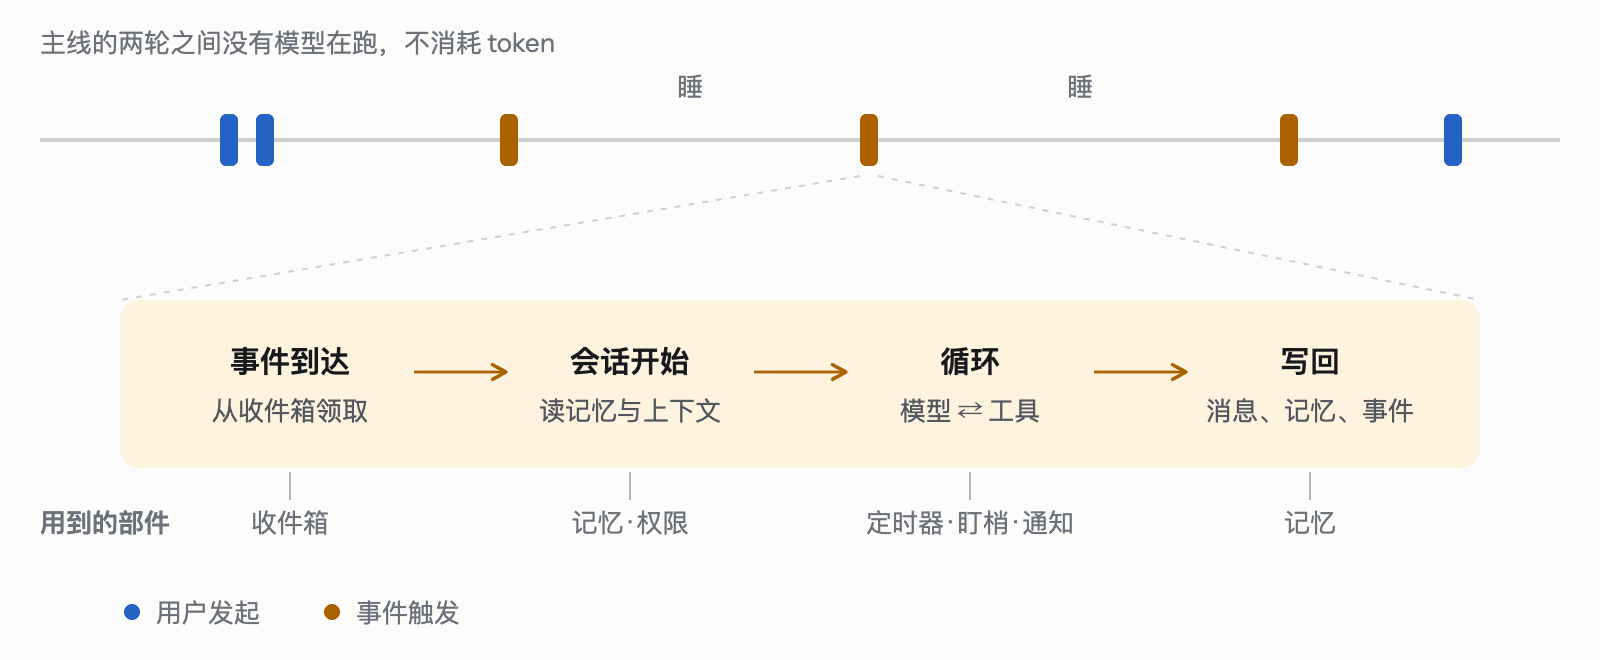 主线的两轮之间没有模型在跑，不消耗 token
睡 睡
事件到达 会话开始 循环 写回
从收件箱领取 读记忆与上下文 模型 ⇄ 工具 消息、记忆、事件
用到的部件 收件箱 记忆·权限 定时器·盯梢·通知 记忆
用户发起 事件触发